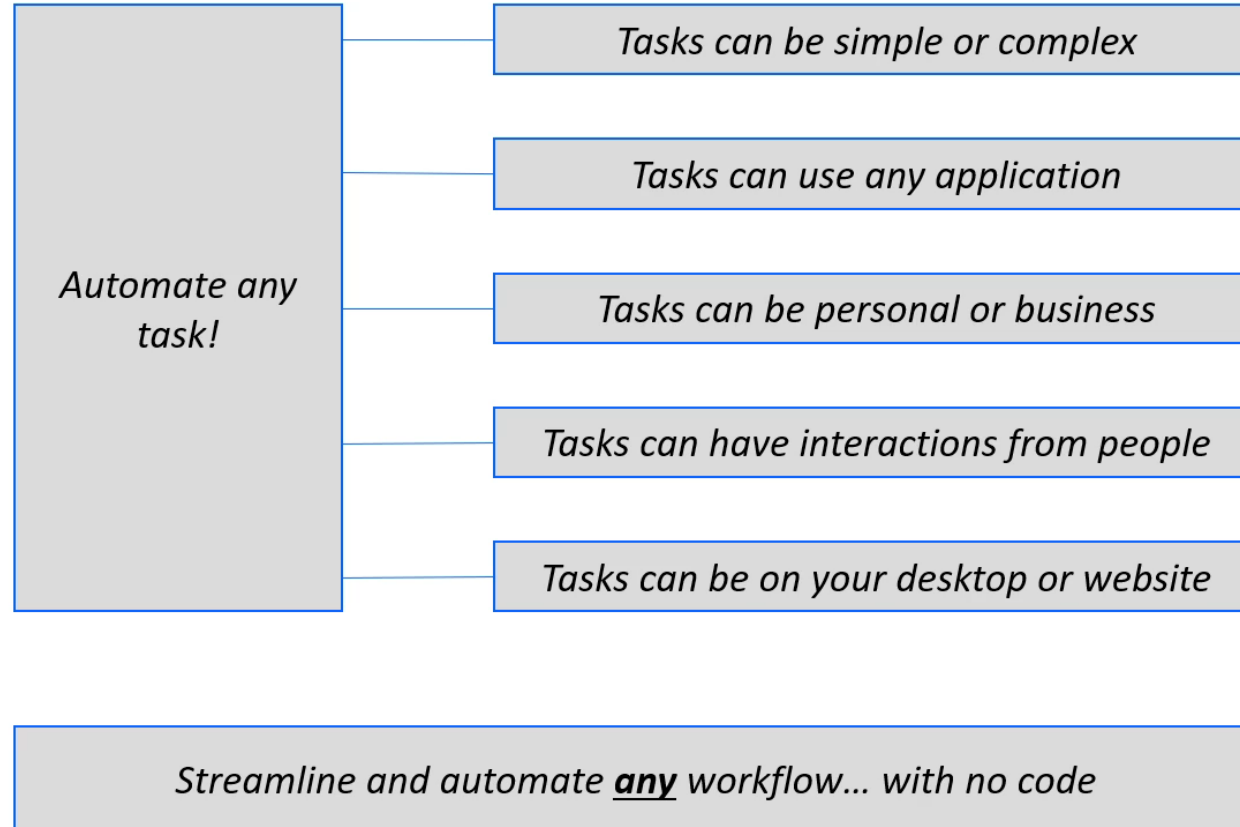 Automate any
task!
Tasks can be simple or complex
Tasks can use any application
Tasks can be personal or business
Tasks can have interactions from people
Tasks can be on your desktop or website
Streamline and automate any workflow... with no code